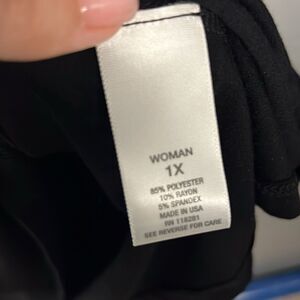 WOMAN
1X
85% POLYESTER
10% RAYON
5% SPANDEX
MADE IN USA
RN 118281
SEE REVERSE FOR CARE